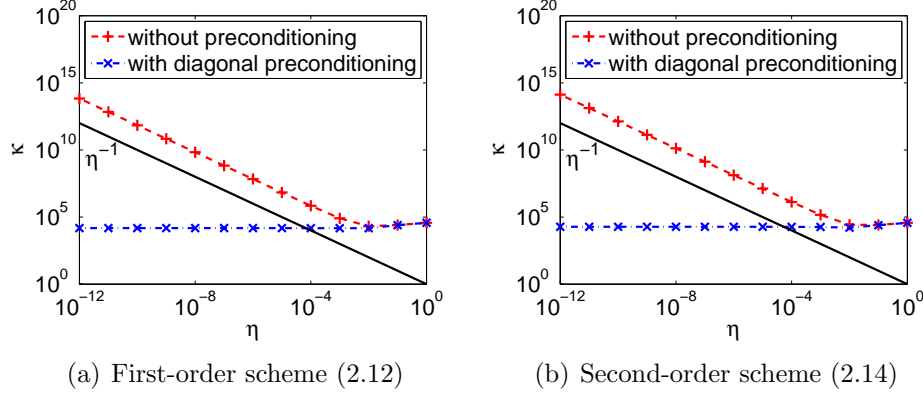 10^20
10^15
10^10
10^5
10^0
κ
without preconditioning
with diagonal preconditioning
η^−1
10^−12
10^−8
10^−4
10^0
η
(a) First-order scheme (2.12)
10^20
10^15
10^10
10^5
10^0
κ
without preconditioning
with diagonal preconditioning
η^−1
10^−12
10^−8
10^−4
10^0
η
(b) Second-order scheme (2.14)